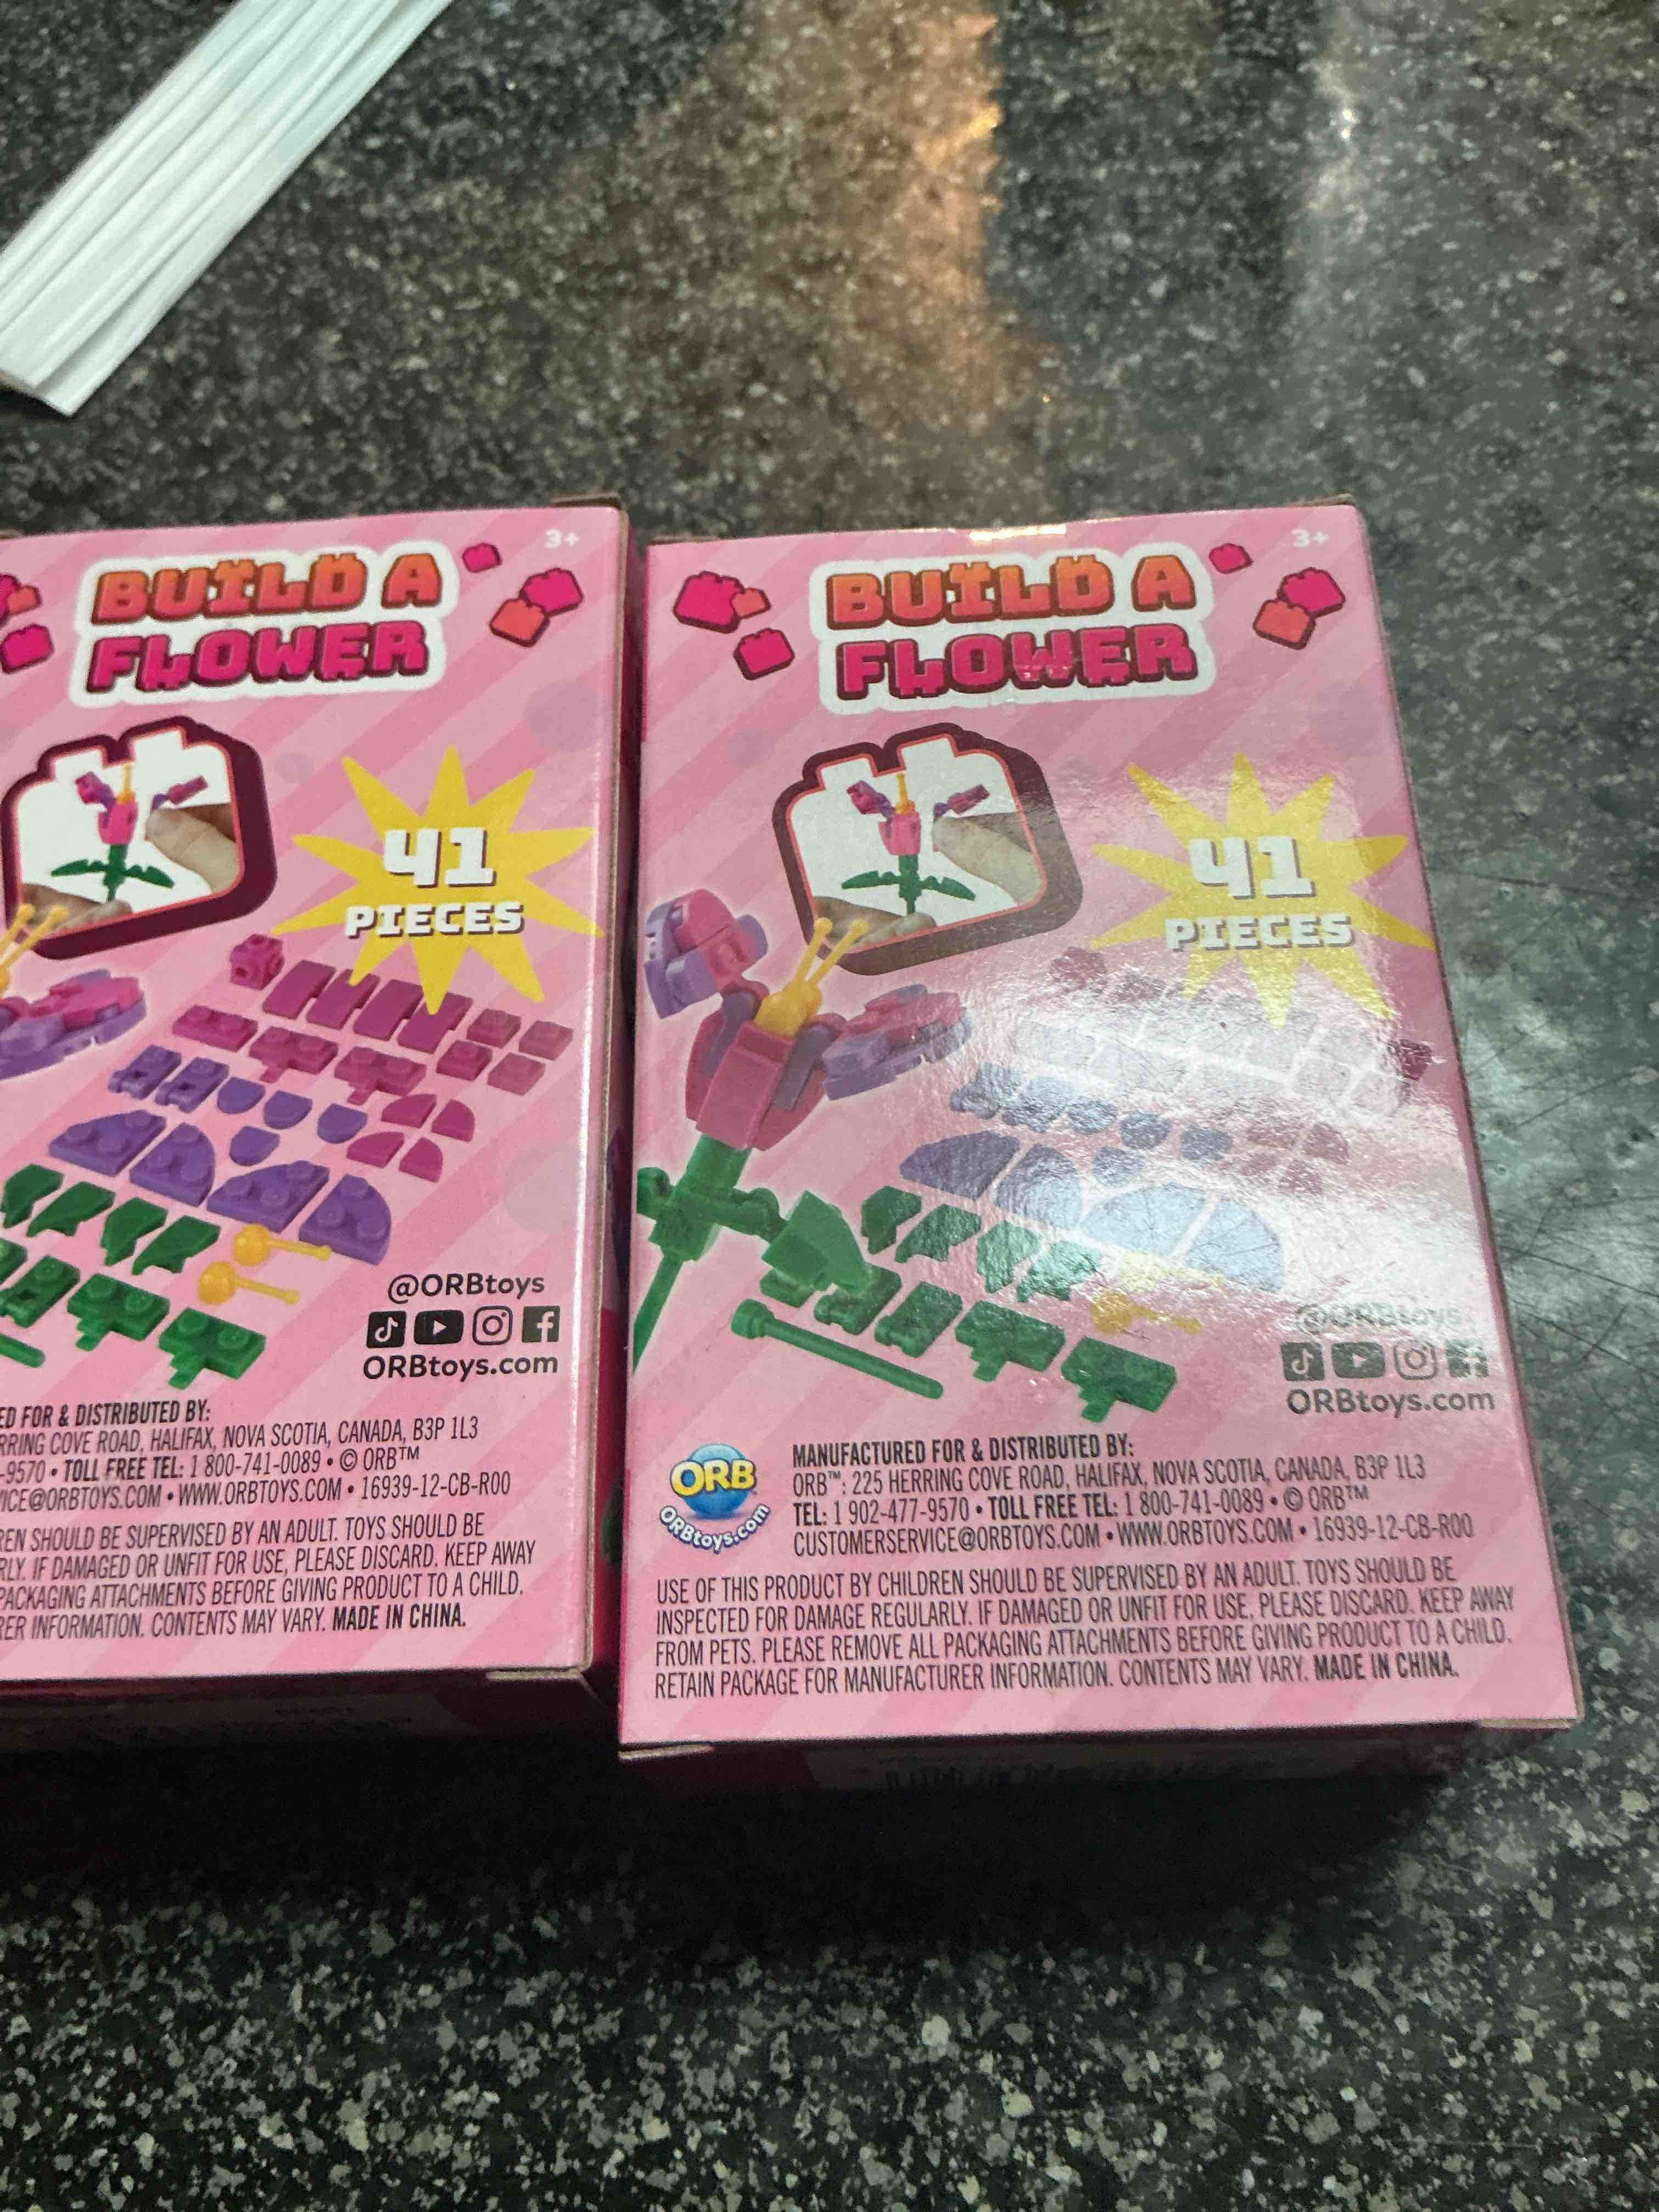 3+
BUILD A
FLOWER
41
PIECES
@ORBtoys
ORBtoys.com
ED FOR & DISTRIBUTED BY:
RRING COVE ROAD, HALIFAX, NOVA SCOTIA, CANADA, B3P 1L3
-9570 • TOLL FREE TEL: 1 800-741-0089 • © ORB™
ICE@ORBTOYS.COM • WWW.ORBTOYS.COM • 16939-12-CB-R00
REN SHOULD BE SUPERVISED BY AN ADULT. TOYS SHOULD BE
RLY. IF DAMAGED OR UNFIT FOR USE, PLEASE DISCARD. KEEP AWAY
PACKAGING ATTACHMENTS BEFORE GIVING PRODUCT TO A CHILD.
RER INFORMATION. CONTENTS MAY VARY. MADE IN CHINA.
3+
BUILD A
FLOWER
41
PIECES
@ORBtoys
ORBtoys.com
ORB
ORBtoys.com
MANUFACTURED FOR & DISTRIBUTED BY:
ORB™: 225 HERRING COVE ROAD, HALIFAX, NOVA SCOTIA, CANADA, B3P 1L3
TEL: 1 902-477-9570 • TOLL FREE TEL: 1 800-741-0089 • © ORB™
CUSTOMERSERVICE@ORBTOYS.COM • WWW.ORBTOYS.COM • 16939-12-CB-R00
USE OF THIS PRODUCT BY CHILDREN SHOULD BE SUPERVISED BY AN ADULT. TOYS SHOULD BE
INSPECTED FOR DAMAGE REGULARLY. IF DAMAGED OR UNFIT FOR USE, PLEASE DISCARD. KEEP AWAY
FROM PETS. PLEASE REMOVE ALL PACKAGING ATTACHMENTS BEFORE GIVING PRODUCT TO A CHILD.
RETAIN PACKAGE FOR MANUFACTURER INFORMATION. CONTENTS MAY VARY. MADE IN CHINA.